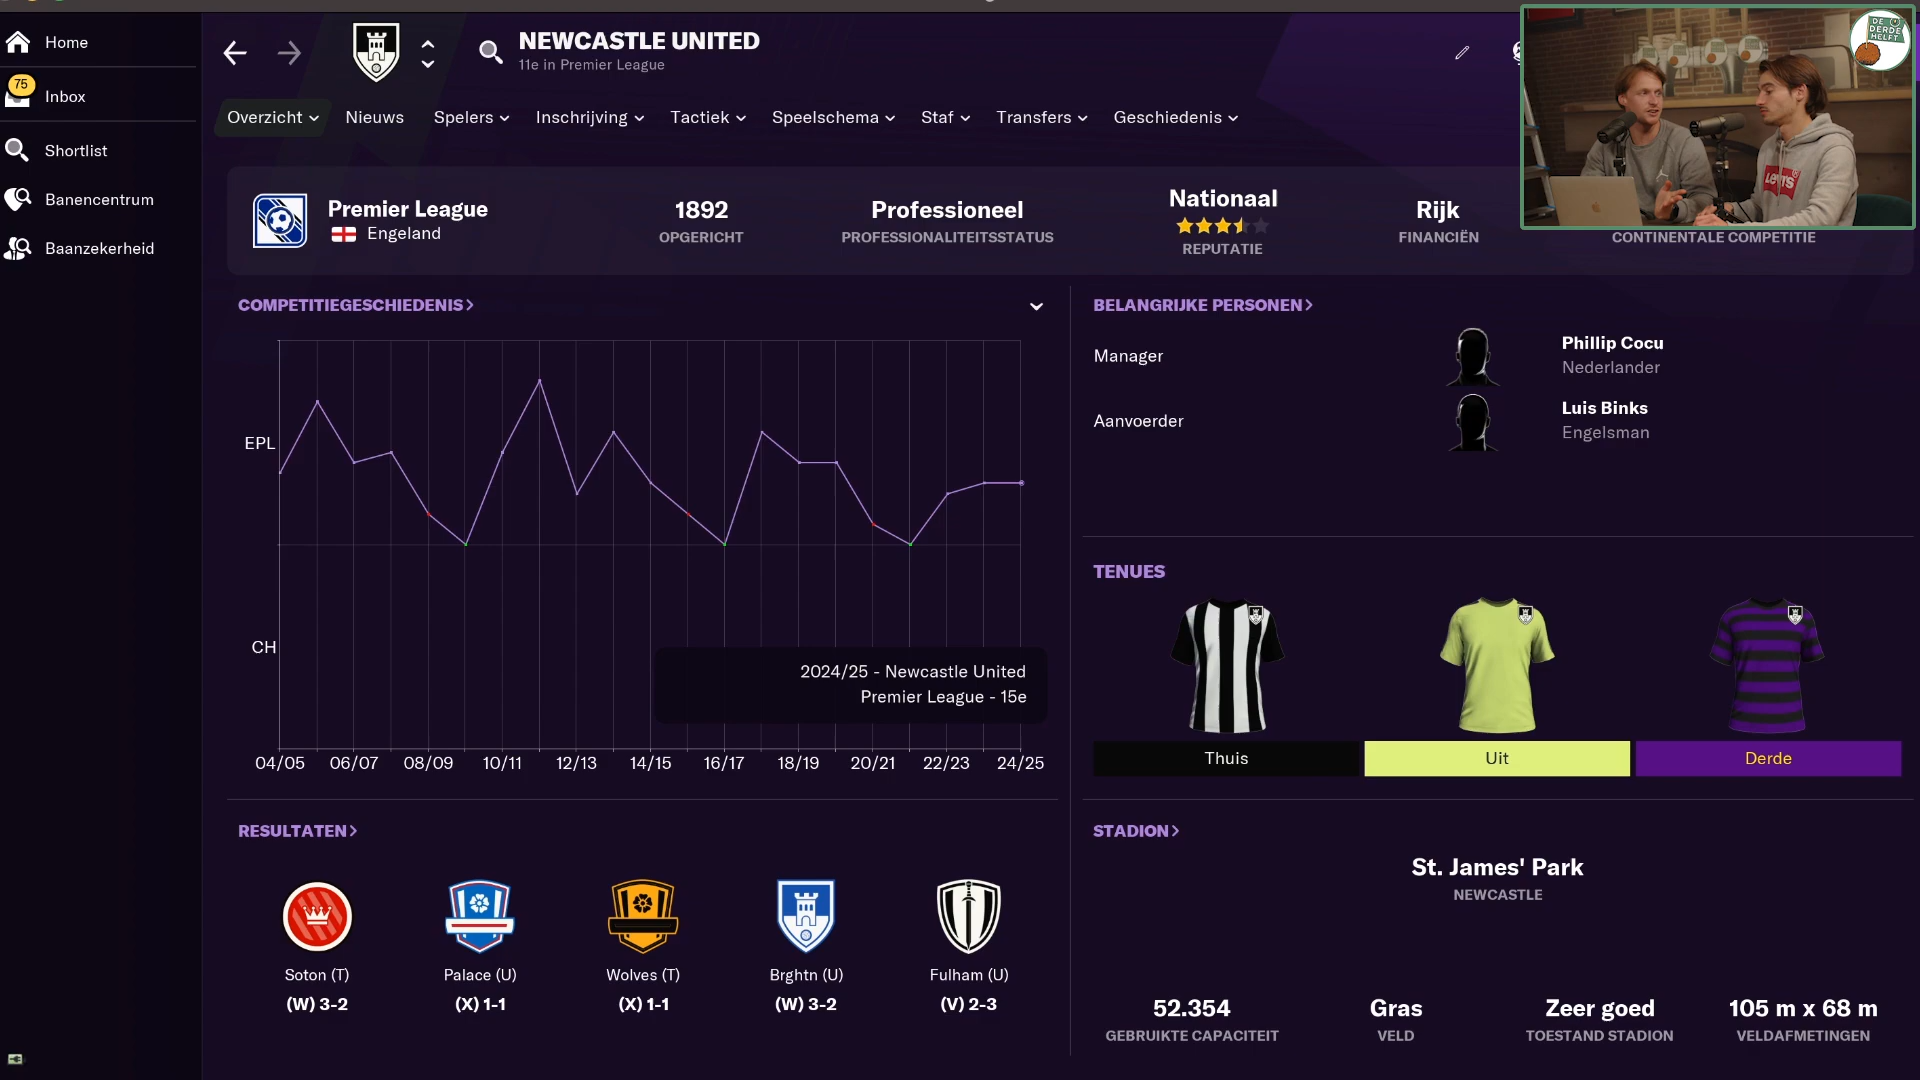 Home
75
Inbox
Shortlist
Banencentrum
Baanzekerheid
NEWCASTLE UNITED
11e in Premier League
Overzicht
Nieuws
Spelers
Inschrijving
Tactiek
Speelschema
Staf
Transfers
Geschiedenis
DE DERDE HELFT
Levi's
Premier League
Engeland
1892
OPGERICHT
Professioneel
PROFESSIONALITEITSSTATUS
Nationaal
REPUTATIE
Rijk
FINANCIËN
CONTINENTALE COMPETITIE
COMPETITIEGESCHIEDENIS
EPL
CH
2024/25 - Newcastle United
Premier League - 15e
04/05 06/07 08/09 10/11 12/13 14/15 16/17 18/19 20/21 22/23 24/25
BELANGRIJKE PERSONEN
Manager
Phillip Cocu
Nederlander
Aanvoerder
Luis Binks
Engelsman
TENUES
Thuis
Uit
Derde
RESULTATEN
Soton (T)
(W) 3-2
Palace (U)
(X) 1-1
Wolves (T)
(X) 1-1
Brghtn (U)
(W) 3-2
Fulham (U)
(V) 2-3
STADION
St. James' Park
NEWCASTLE
52.354
GEBRUIKTE CAPACITEIT
Gras
VELD
Zeer goed
TOESTAND STADION
105 m x 68 m
VELDAFMETINGEN